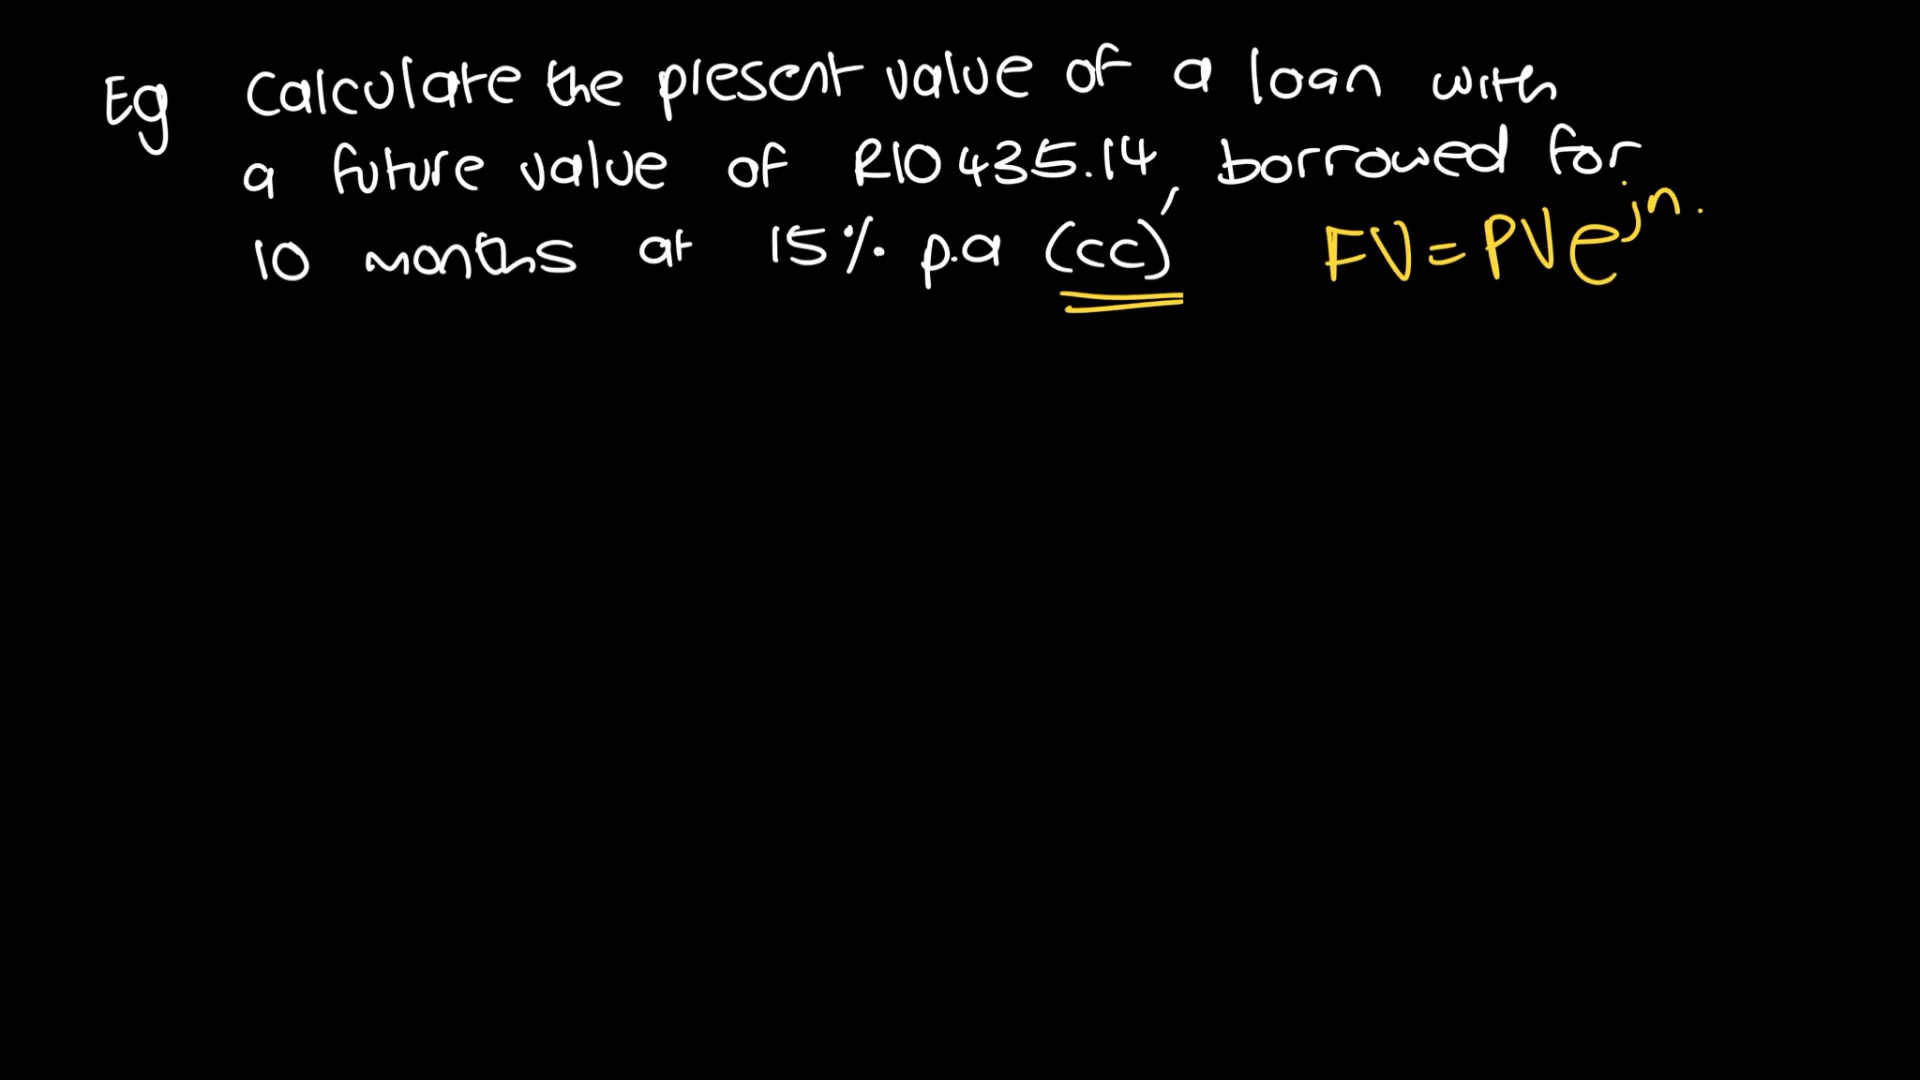 Eg Calculate the present value of a loan with
a future value of R10 435.14, borrowed for
10 months at 15% p.a (cc) FV = PVe^jn.